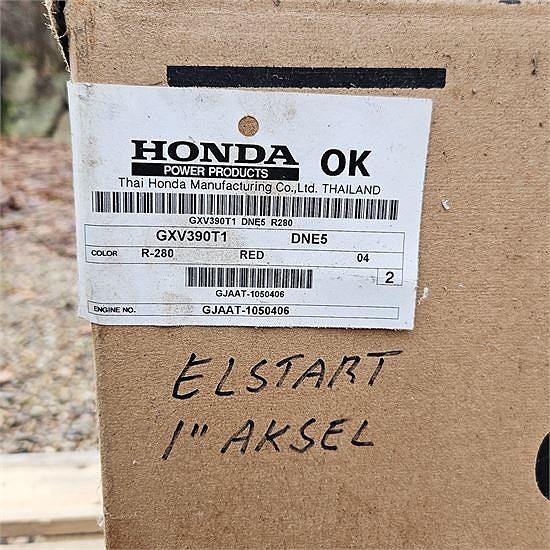 HONDA OK
POWER PRODUCTS
Thai Honda Manufacturing Co.,Ltd. THAILAND
GXV390T1 DNE5 R280
GXV390T1 DNE5
COLOR R-280 RED 04
2
GJAAT-1050406
ENGINE NO. GJAAT-1050406
ELSTART
1" AKSEL